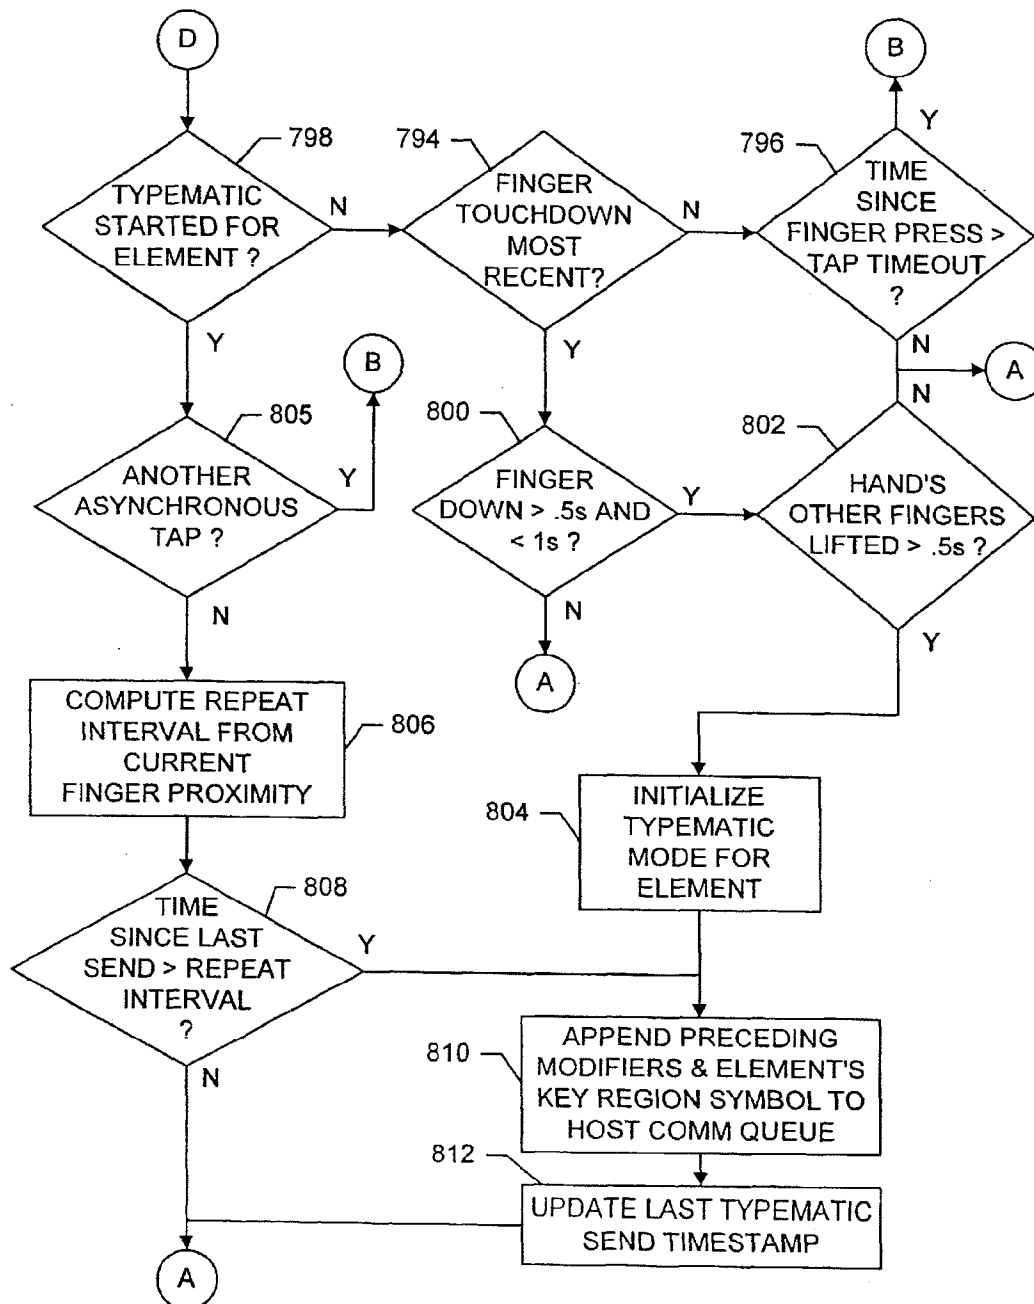 D
B
798
794
796
TYPEMATIC
STARTED FOR
ELEMENT ?
N
FINGER
TOUCHDOWN
MOST
RECENT?
N
TIME
SINCE
FINGER PRESS >
TAP TIMEOUT
?
Y
Y
Y
N
A
B
805
ANOTHER
ASYNCHRONOUS
TAP ?
Y
N
800
FINGER
DOWN > .5s AND
< 1s ?
Y
N
A
802
N
HAND'S
OTHER FINGERS
LIFTED > .5s ?
Y
COMPUTE REPEAT
INTERVAL FROM
CURRENT
FINGER PROXIMITY
806
804
INITIALIZE
TYPEMATIC
MODE FOR
ELEMENT
808
TIME
SINCE LAST
SEND > REPEAT
INTERVAL
?
Y
N
810
APPEND PRECEDING
MODIFIERS & ELEMENT'S
KEY REGION SYMBOL TO
HOST COMM QUEUE
812
UPDATE LAST TYPEMATIC
SEND TIMESTAMP
A